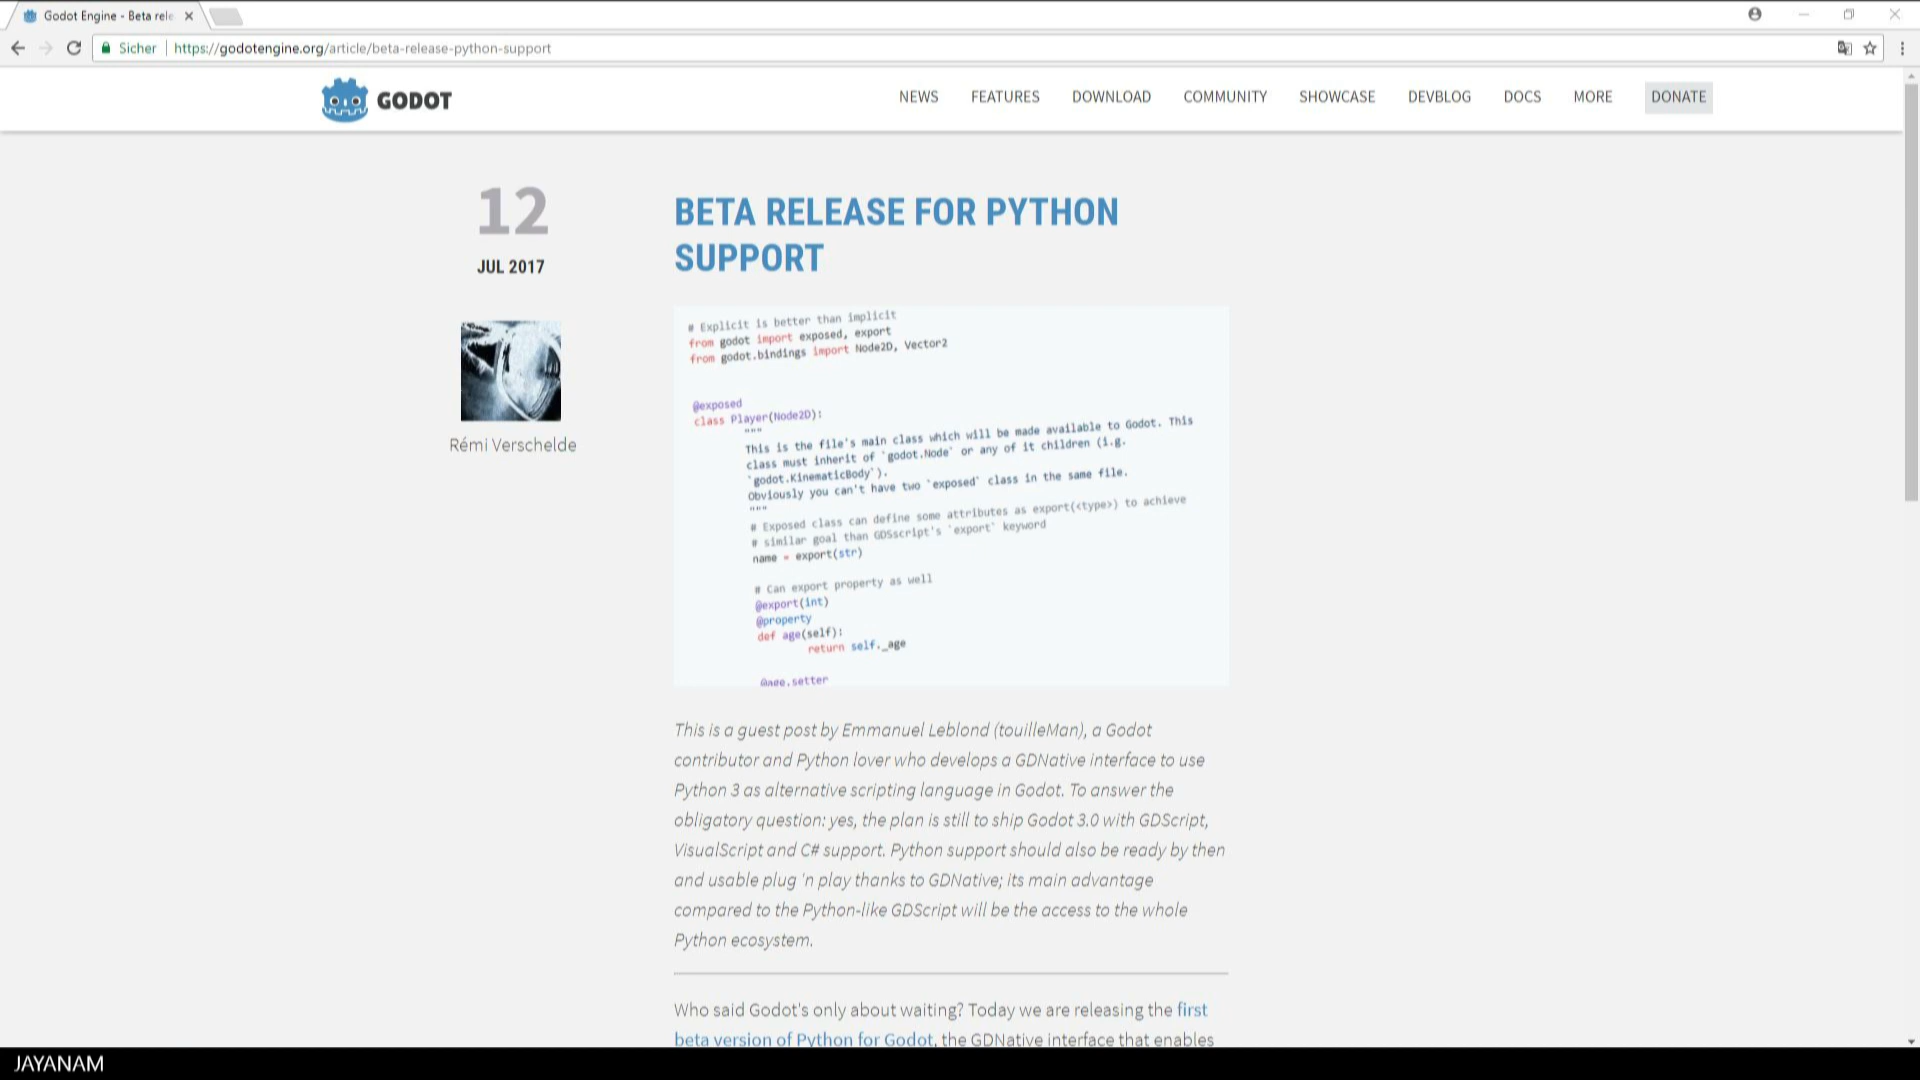 Godot Engine - Beta rele
Sicher
https://godotengine.org/article/beta-release-python-support
GODOT
NEWS FEATURES DOWNLOAD COMMUNITY SHOWCASE DEVBLOG DOCS MORE DONATE
12
JUL 2017
Rémi Verschelde
BETA RELEASE FOR PYTHON
SUPPORT
# Explicit is better than implicit
from godot import exposed, export
from godot.bindings import Node2D, Vector2
@exposed
class Player(Node2D):
"""
This is the file's main class which will be made available to Godot. This
class must inherit of `godot.Node` or any of it children (i.g.
`godot.KinematicBody`).
Obviously you can't have two `exposed` class in the same file.
"""
# Exposed class can define some attributes as export(<type>) to achieve
# similar goal than GDSscript's `export` keyword
name = export(str)
# Can export property as well
@export(int)
@property
def age(self):
return self._age
@age.setter
This is a guest post by Emmanuel Leblond (touilleMan), a Godot
contributor and Python lover who develops a GDNative interface to use
Python 3 as alternative scripting language in Godot. To answer the
obligatory question: yes, the plan is still to ship Godot 3.0 with GDScript,
VisualScript and C# support. Python support should also be ready by then
and usable plug 'n play thanks to GDNative; its main advantage
compared to the Python-like GDScript will be the access to the whole
Python ecosystem.
Who said Godot's only about waiting? Today we are releasing the first
beta version of Python for Godot, the GDNative interface that enables
JAYANAM